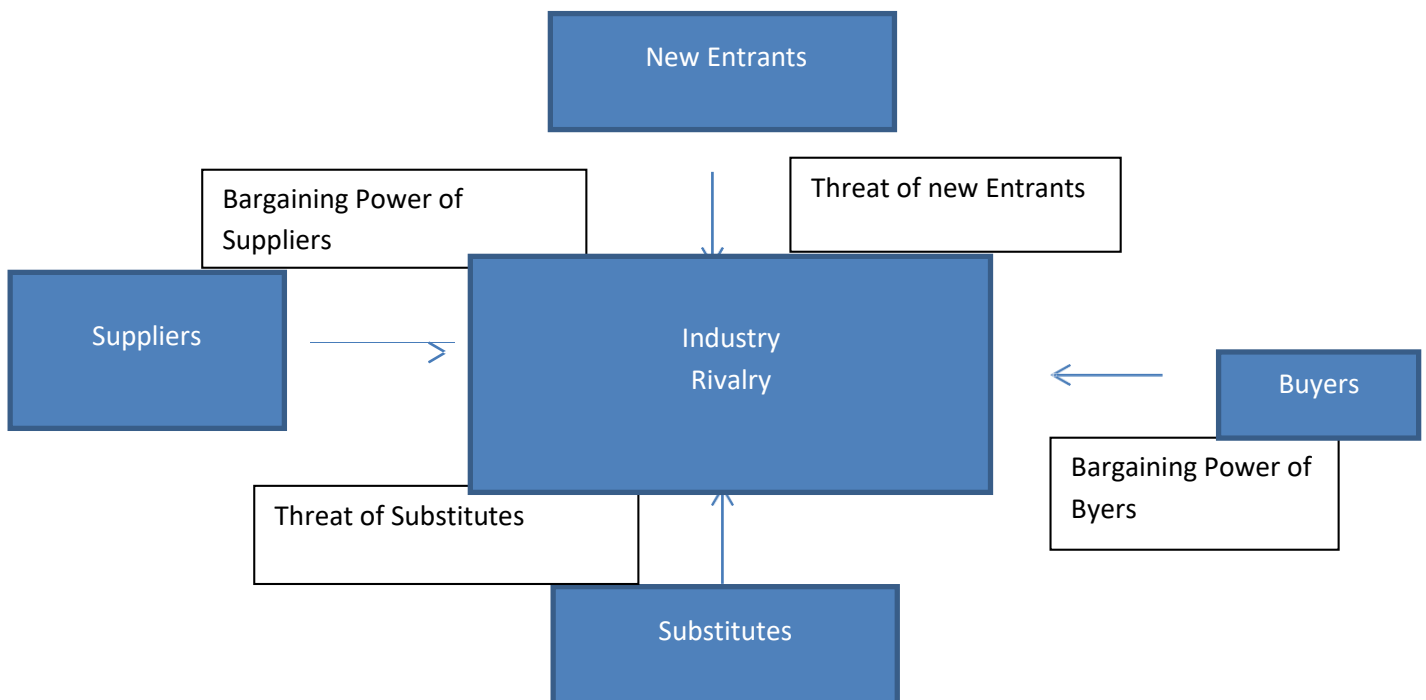 New Entrants
Threat of new Entrants
Bargaining Power of
Suppliers
Suppliers
Industry
Rivalry
Buyers
Bargaining Power of
Byers
Threat of Substitutes
Substitutes